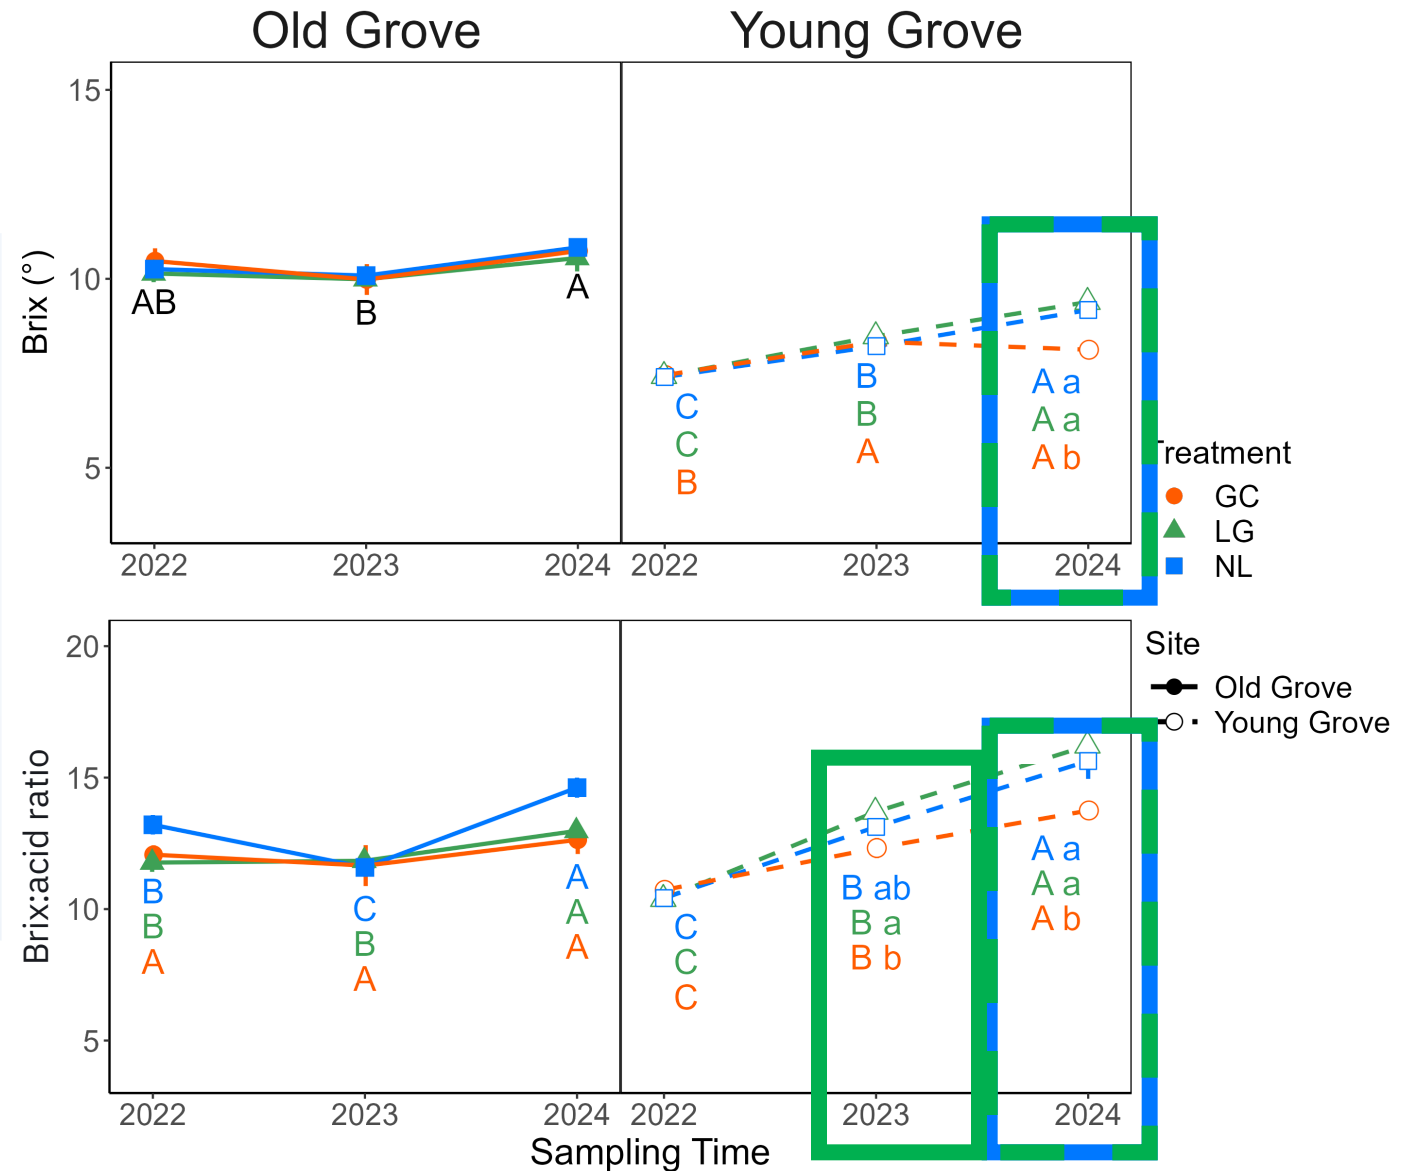 Old Grove
Young Grove
Brix (°)
15
10
5
AB
B
A
C
C
B
B
B
A
A a
A a
A b
2022
2023
2024
2022
2023
2024
Treatment
GC
LG
NL
Site
Old Grove
Young Grove
Brix:acid ratio
20
15
10
5
B
B
A
C
B
A
A
A
A
C
C
C
B ab
B a
B b
A a
A a
A b
2022
2023
2024
2022
2023
2024
Sampling Time